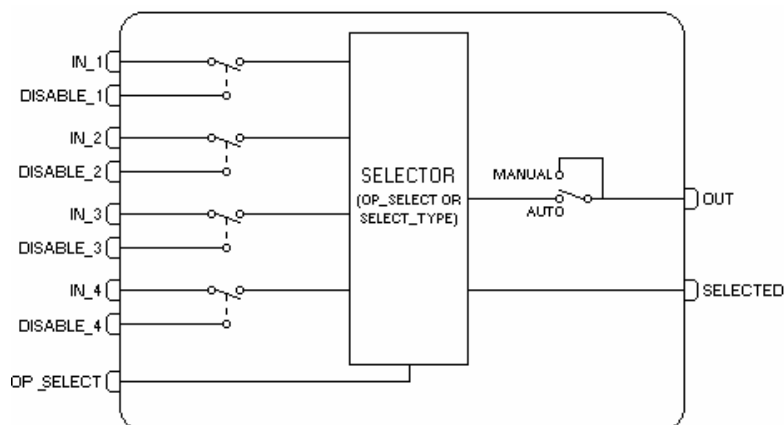 IN_1
DISABLE_1
IN_2
DISABLE_2
IN_3
DISABLE_3
IN_4
DISABLE_4
OP_SELECT
SELECTOR
(OP_SELECT OR
SELECT_TYPE)
MANUAL
AUTO
OUT
SELECTED